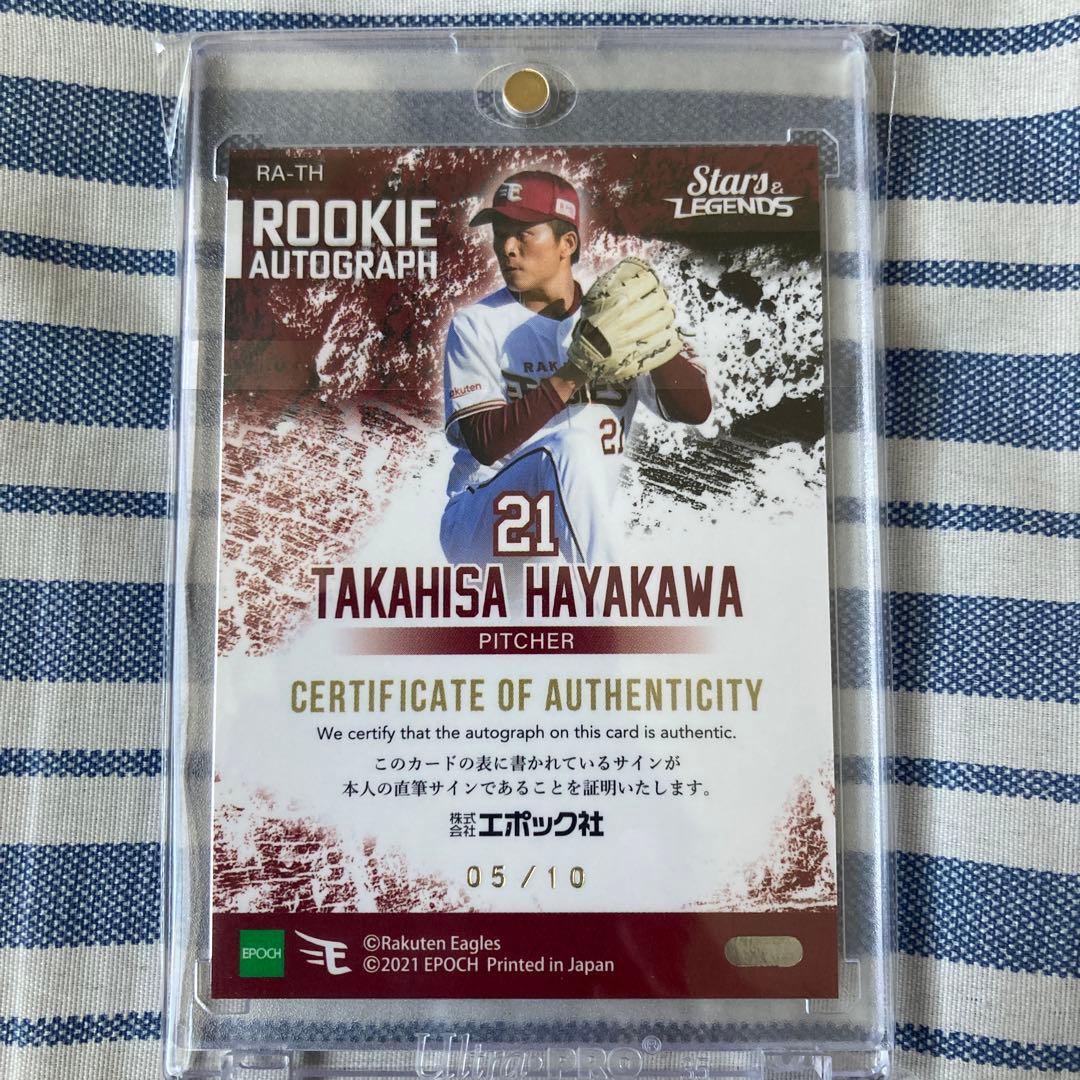 RA-TH
ROOKIE
AUTOGRAPH
Stars &
LEGENDS
Rakuten
21
21
TAKAHISA HAYAKAWA
PITCHER
CERTIFICATE OF AUTHENTICITY
We certify that the autograph on this card is authentic.
このカードの表に書かれているサインが
本人の直筆サインであることを証明いたします。
株式会社エポック社
05/10
EPOCH
E
©Rakuten Eagles
©2021 EPOCH Printed in Japan
Ultra PRO®